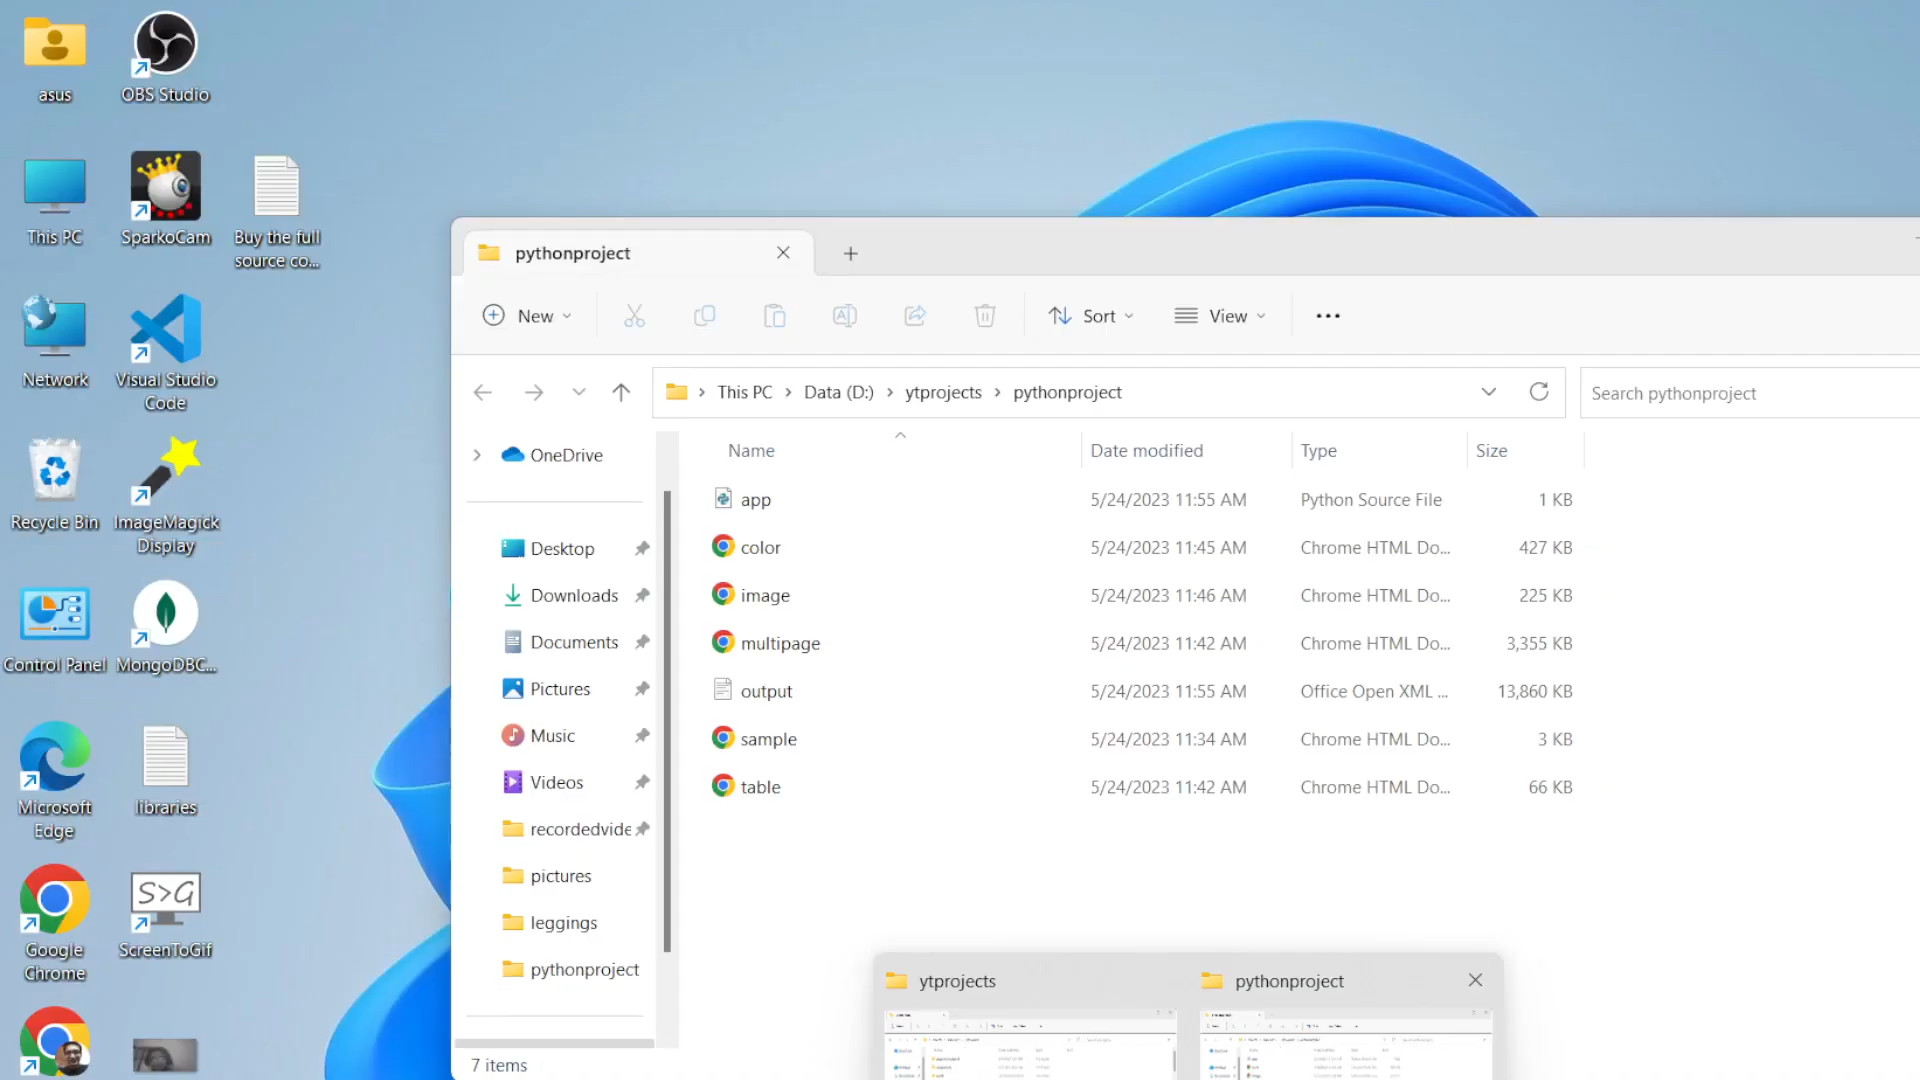 asus
OBS Studio
This PC
SparkoCam
Buy the full
source co...
Network
Visual Studio
Code
Recycle Bin
ImageMagick
Display
Control Panel
MongoDBC...
Microsoft
Edge
libraries
Google
Chrome
S>G
ScreenToGif
pythonproject
New
Sort
View
This PC
Data (D:)
ytprojects
pythonproject
Search pythonproject
OneDrive
Desktop
Downloads
Documents
Pictures
Music
Videos
recordedvide
pictures
leggings
pythonproject
Name Date modified Type Size
app 5/24/2023 11:55 AM Python Source File 1 KB
color 5/24/2023 11:45 AM Chrome HTML Do... 427 KB
image 5/24/2023 11:46 AM Chrome HTML Do... 225 KB
multipage 5/24/2023 11:42 AM Chrome HTML Do... 3,355 KB
output 5/24/2023 11:55 AM Office Open XML ... 13,860 KB
sample 5/24/2023 11:34 AM Chrome HTML Do... 3 KB
table 5/24/2023 11:42 AM Chrome HTML Do... 66 KB
7 items
ytprojects
pythonproject